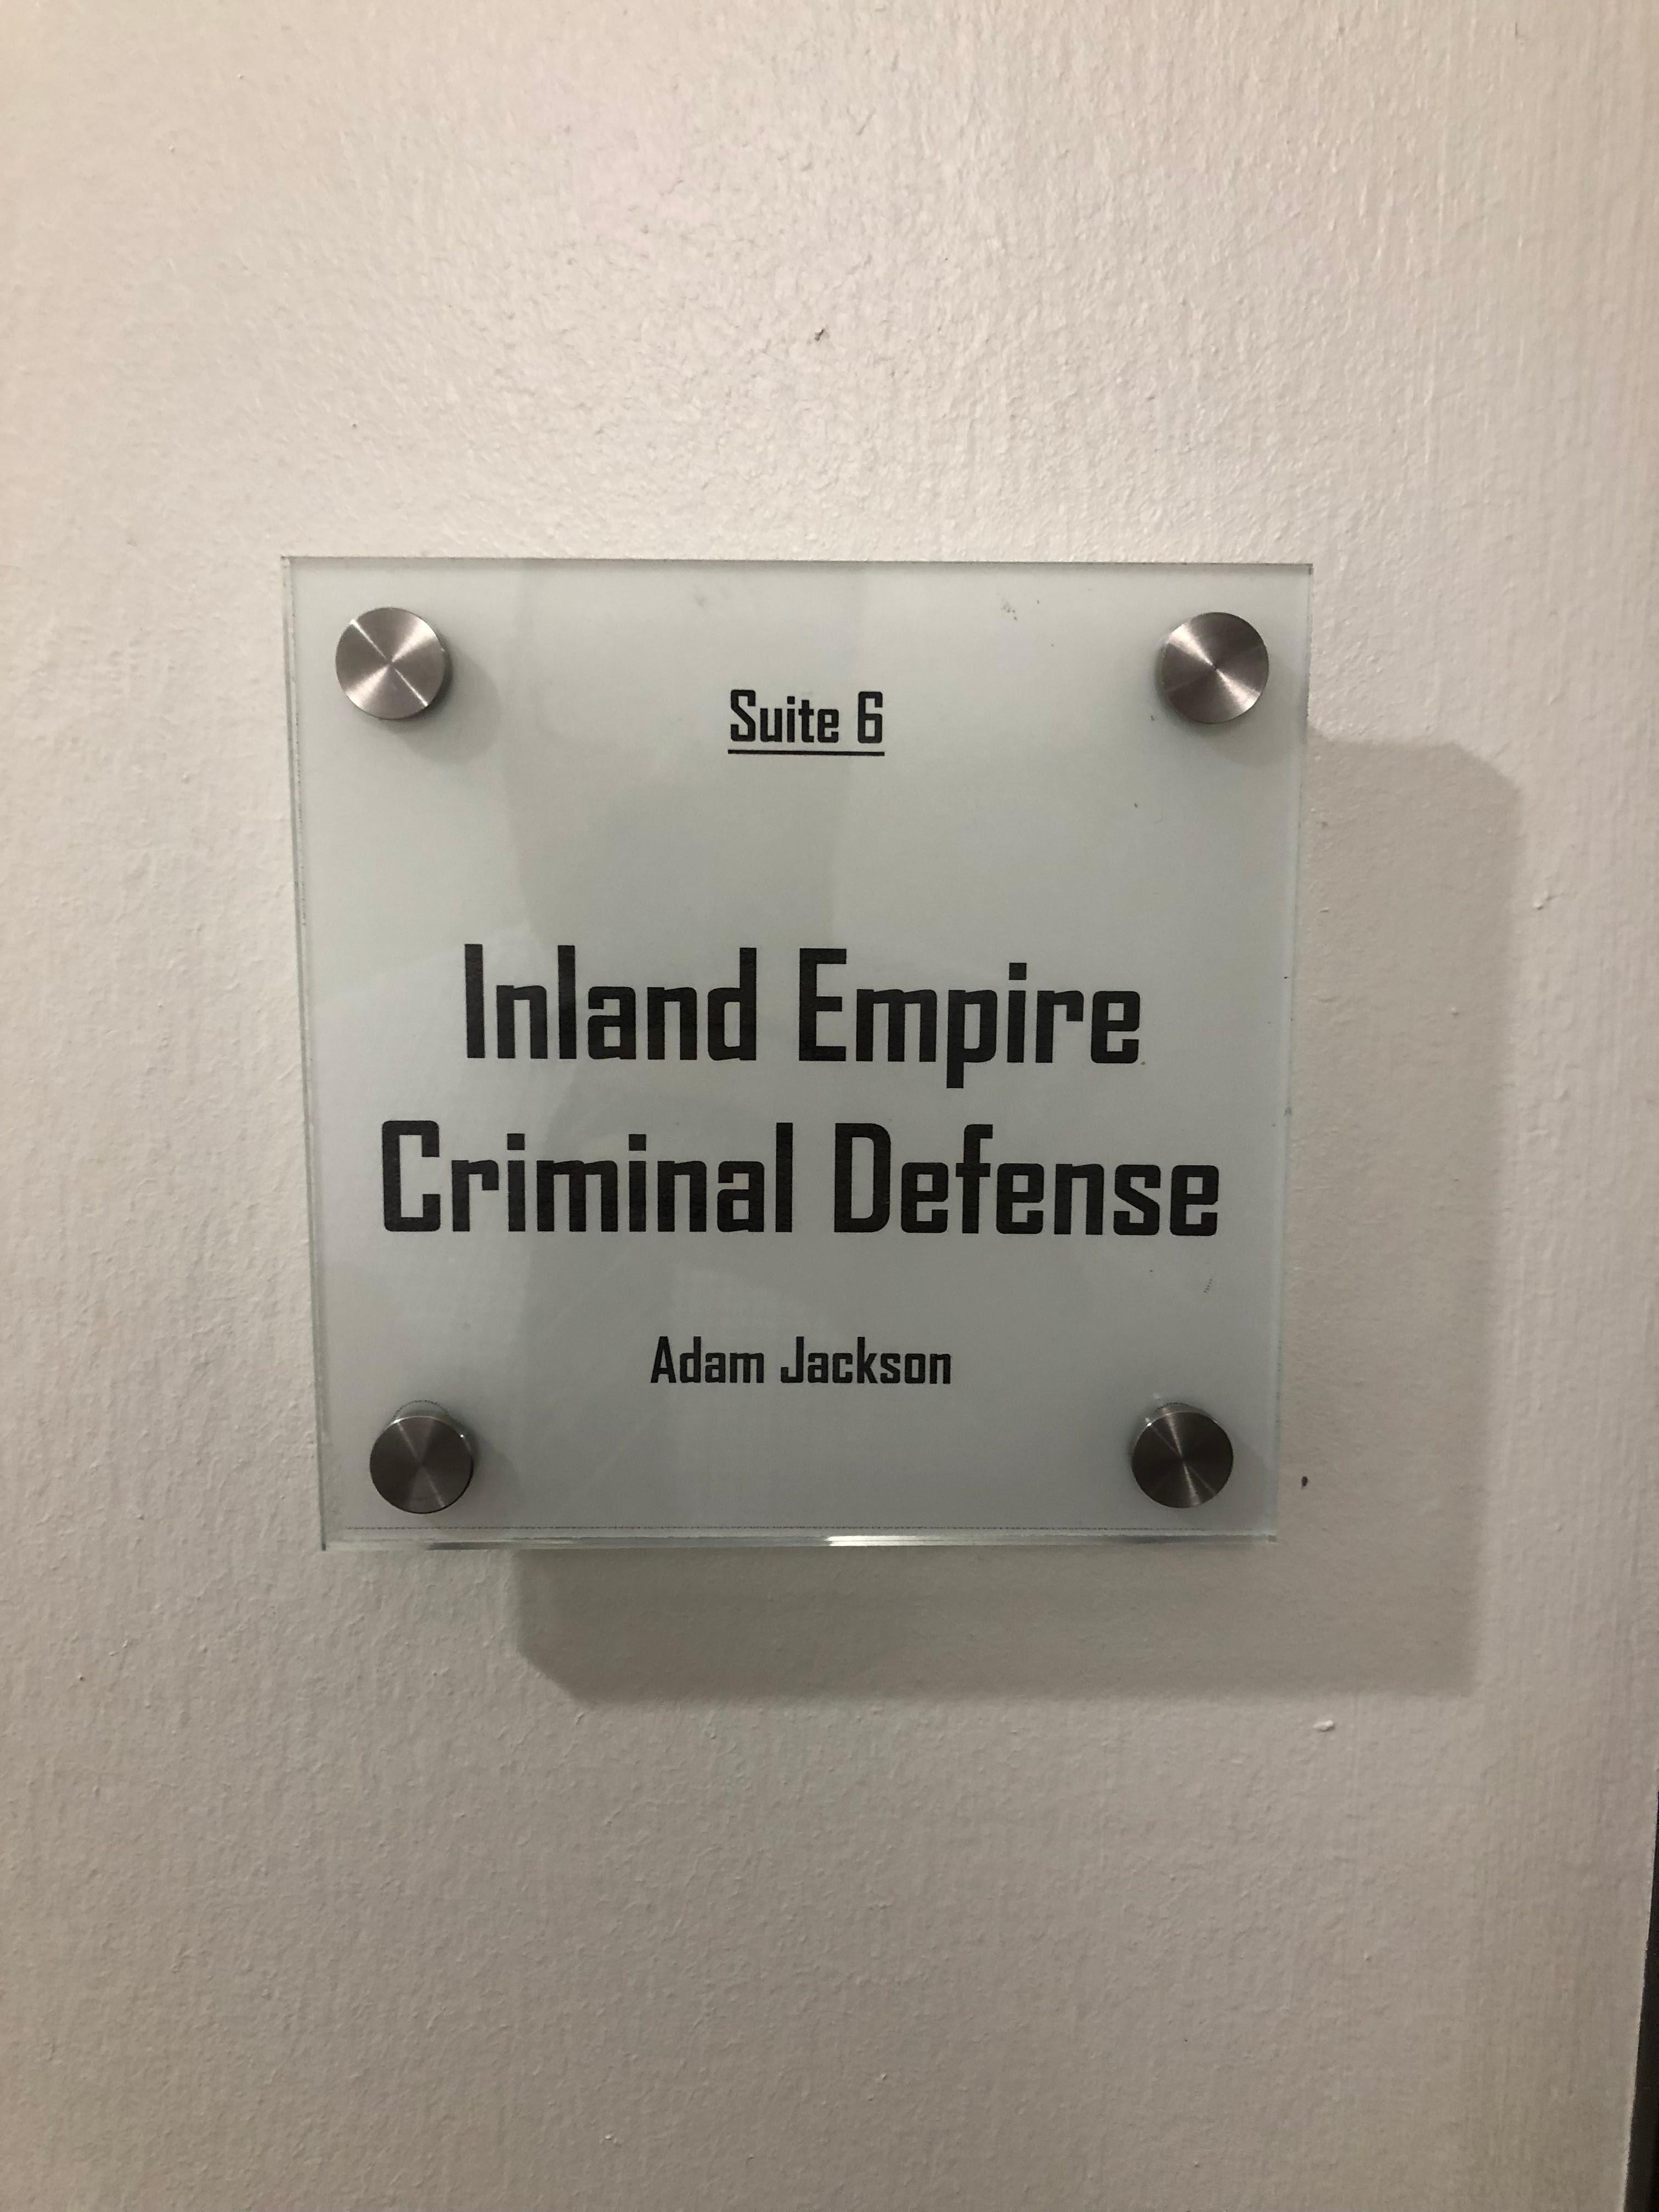 Suite 6
Inland Empire
Criminal Defense
Adam Jackson